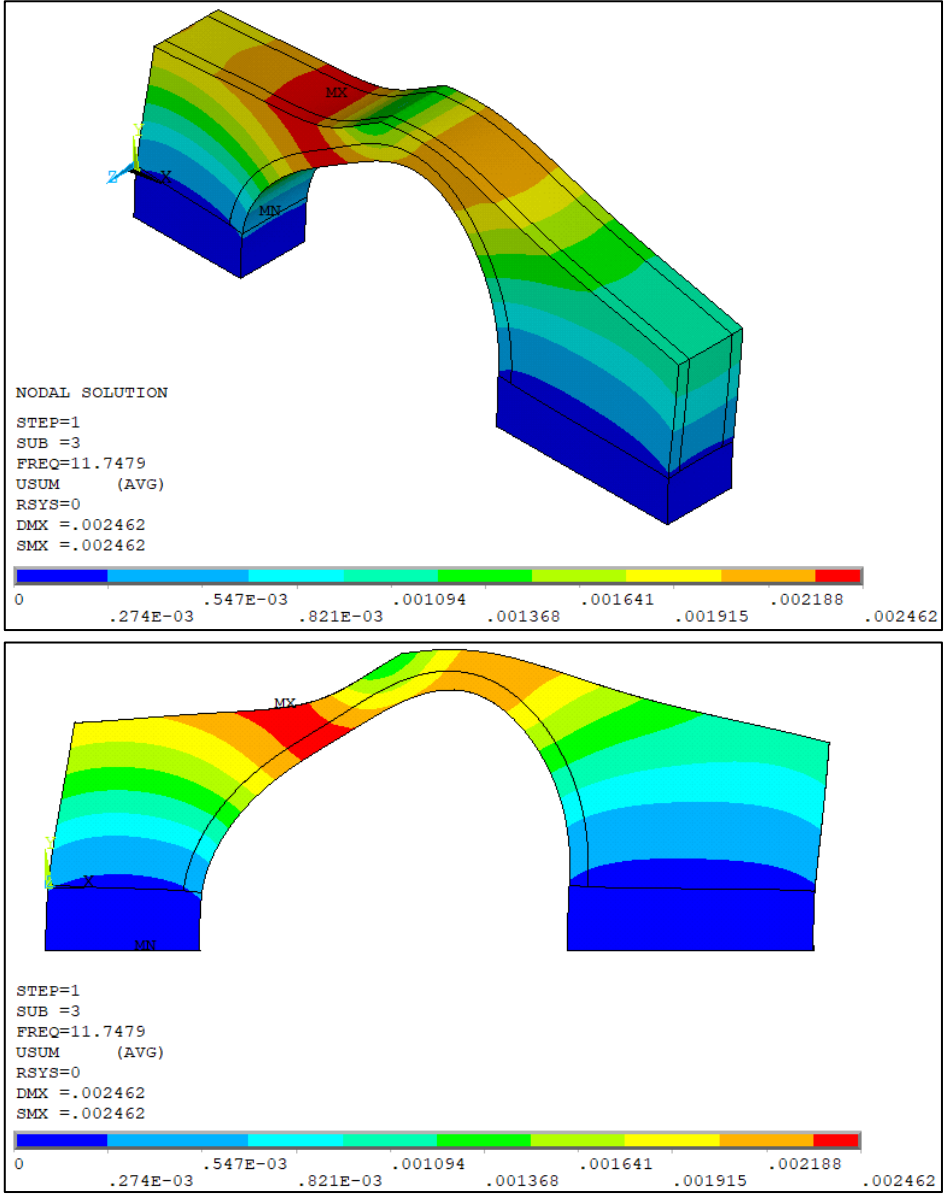 MX
Y
Z X
MN
NODAL SOLUTION
STEP=1
SUB =3
FREQ=11.7479
USUM (AVG)
RSYS=0
DMX =.002462
SMX =.002462
0 .547E-03 .001094 .001641 .002188
.274E-03 .821E-03 .001368 .001915 .002462
MX
Y
X
MN
STEP=1
SUB =3
FREQ=11.7479
USUM (AVG)
RSYS=0
DMX =.002462
SMX =.002462
0 .547E-03 .001094 .001641 .002188
.274E-03 .821E-03 .001368 .001915 .002462